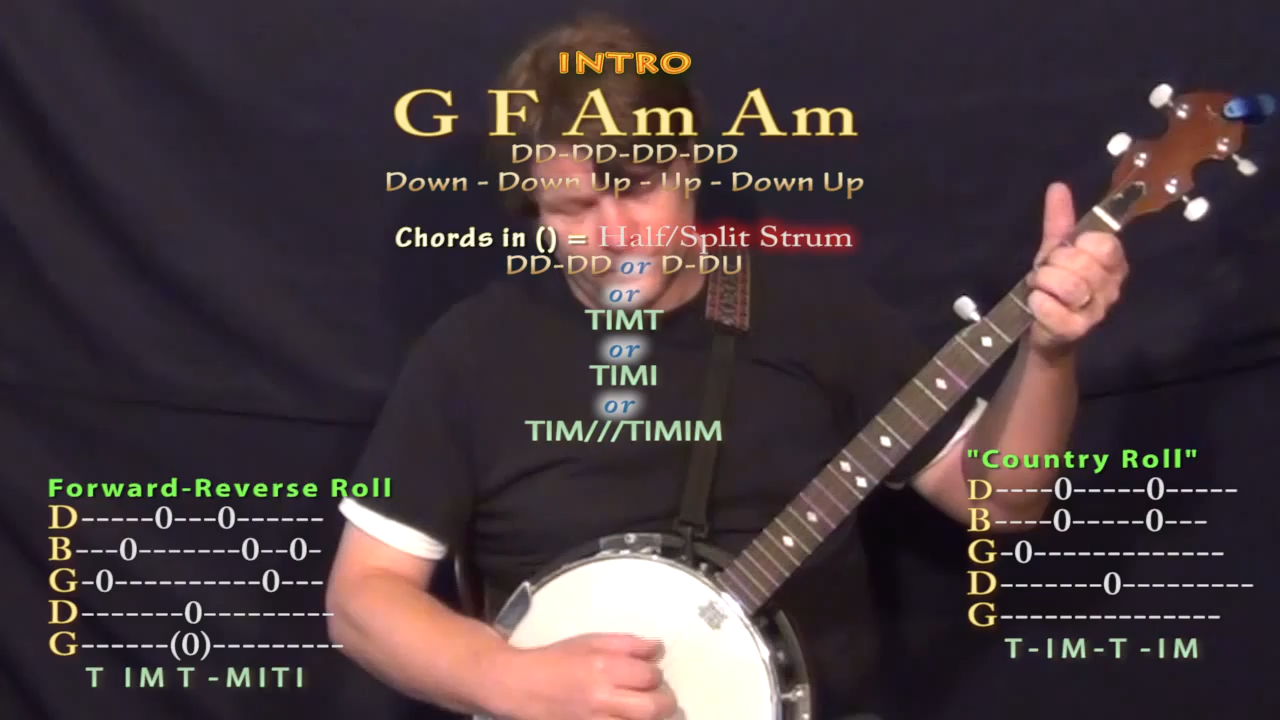 INTRO
G F Am Am
DD-DD-DD-DD
Down - Down Up - Up - Down Up
Chords in () = Half/Split Strum
DD-DD or D-DU
or
TIMT
or
TIMI
or
TIM///TIMIM
Forward-Reverse Roll
D-----0---0------
B---0-------0--0-
G-0----------0---
D-------0---------
G------(0)---------
T IM T -MITI
"Country Roll"
D----0-----0-----
B----0-----0---
G-0-------------
D-------0---------
G---------------
T-IM-T -IM